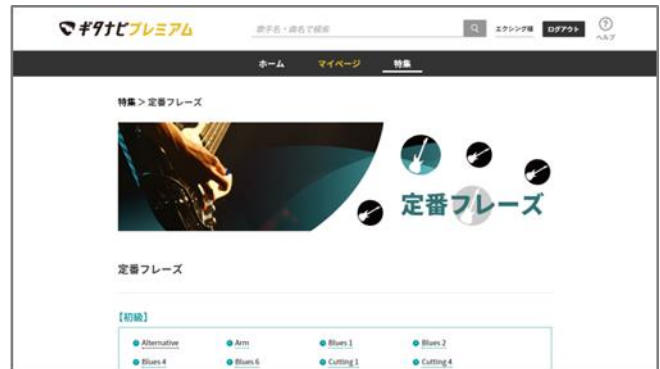 ギタナビプレミアム
歌手名・曲名で検索
エクシング様 ログアウト ? ヘルプ
ホーム マイページ 特集
特集 > 定番フレーズ
定番フレーズ
定番フレーズ
【初級】
Alternative Arm Blues 1 Blues 2
Blues 4 Blues 6 Cutting 1 Cutting 4